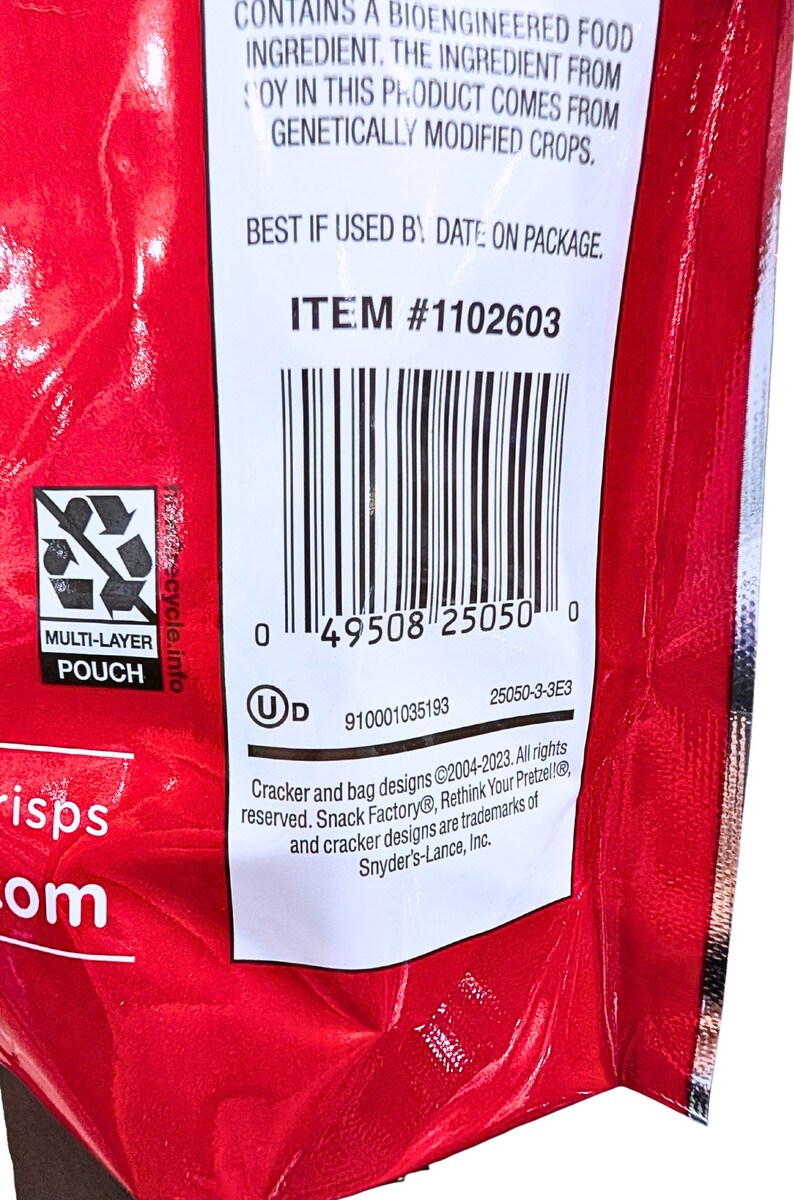 CONTAINS A BIOENGINEERED FOOD
INGREDIENT. THE INGREDIENT FROM
SOY IN THIS PRODUCT COMES FROM
GENETICALLY MODIFIED CROPS.
BEST IF USED BY DATE ON PACKAGE.
ITEM #1102603
0 49508 25050 0
how2recycle.info
MULTI-LAYER
POUCH
U D 910001035193 25050-3-3E3
Cracker and bag designs ©2004-2023. All rights
reserved. Snack Factory®, Rethink Your Pretzel!®,
and cracker designs are trademarks of
Snyder's-Lance, Inc.
risps
.com